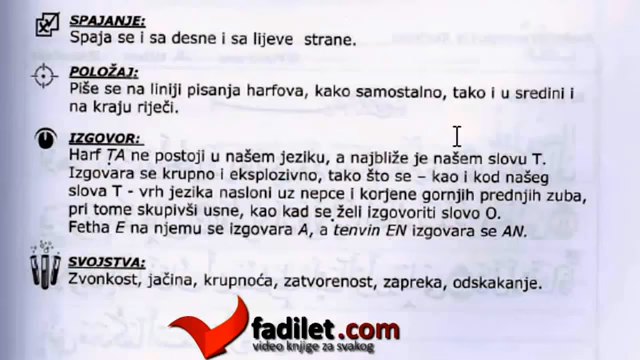 SPAJANJE:
Spaja se i sa desne i sa lijeve strane.
POLOŽAJ:
Piše se na liniji pisanja harfova, kako samostalno, tako i u sredini i
na kraju riječi.
IZGOVOR:
Harf ṬA ne postoji u našem jeziku, a najbliže je našem slovu T.
Izgovara se krupno i eksplozivno, tako što se – kao i kod našeg
slova T - vrh jezika nasloni uz nepce i korjene gornjih prednjih zuba,
pri tome skupivši usne, kao kad se želi izgovoriti slovo O.
Fetha E na njemu se izgovara A, a tenvin EN izgovara se AN.
SVOJSTVA:
Zvonkost, jačina, krupnoća, zatvorenost, zapreka, odskakanje.
fadilet.com
video knjige za svakog